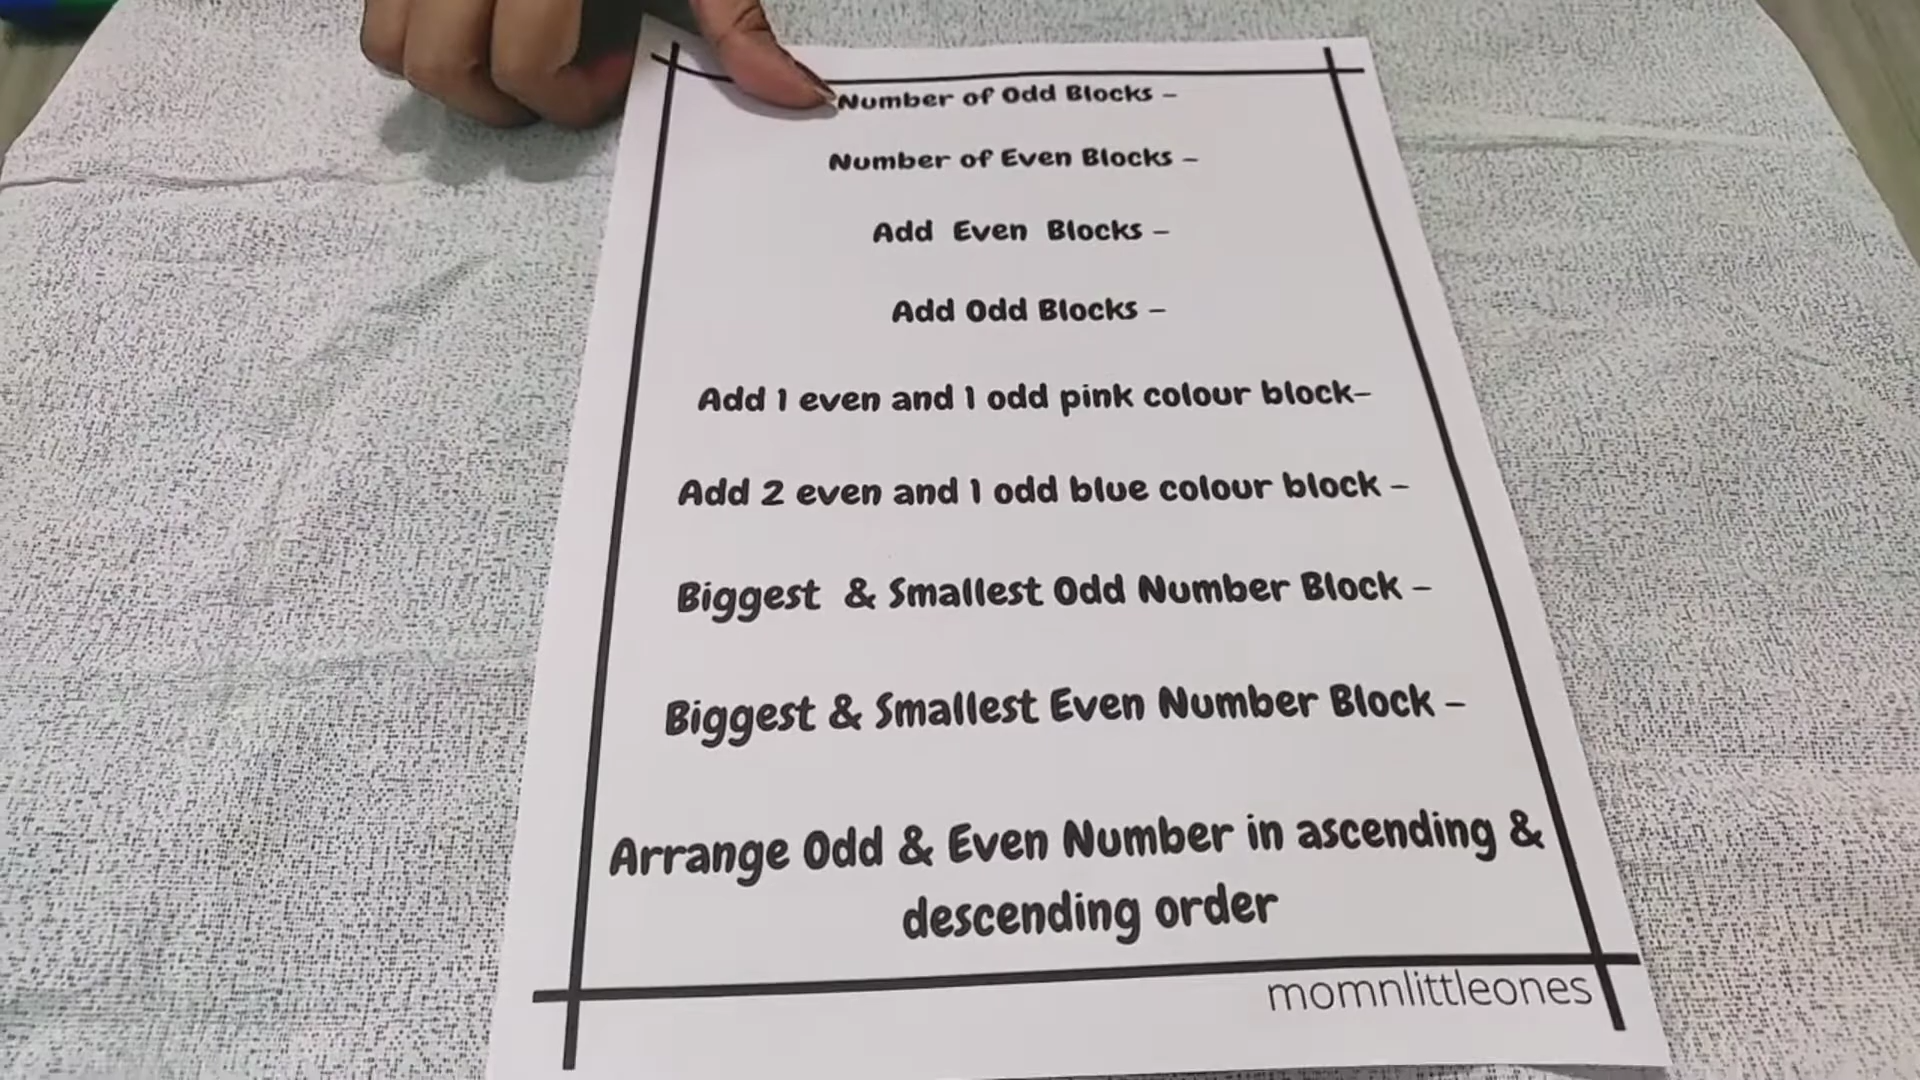 Number of Odd Blocks –
Number of Even Blocks –
Add Even Blocks –
Add Odd Blocks –
Add 1 even and 1 odd pink colour block–
Add 2 even and 1 odd blue colour block –
Biggest & Smallest Odd Number Block –
Biggest & Smallest Even Number Block –
Arrange Odd & Even Number in ascending &
descending order
momnlittleones